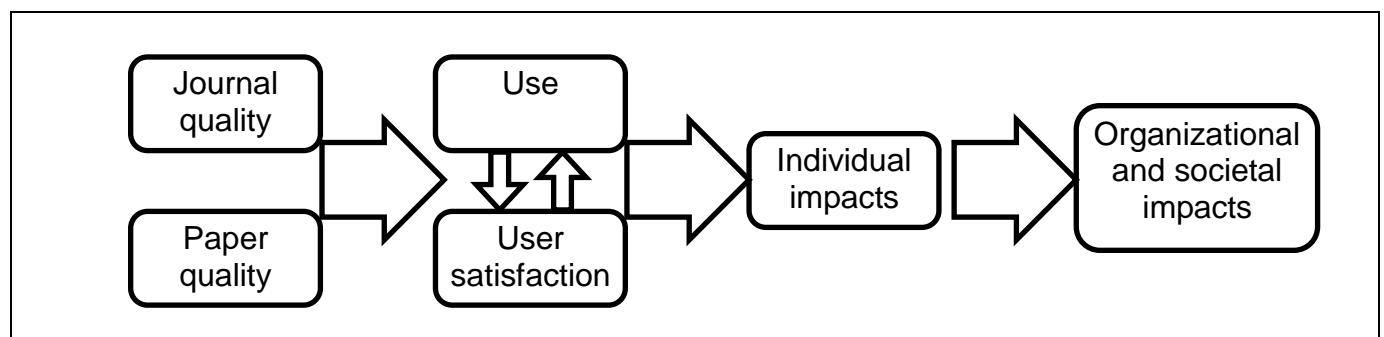 Journal
quality
Paper
quality
Use
User
satisfaction
Individual
impacts
Organizational
and societal
impacts